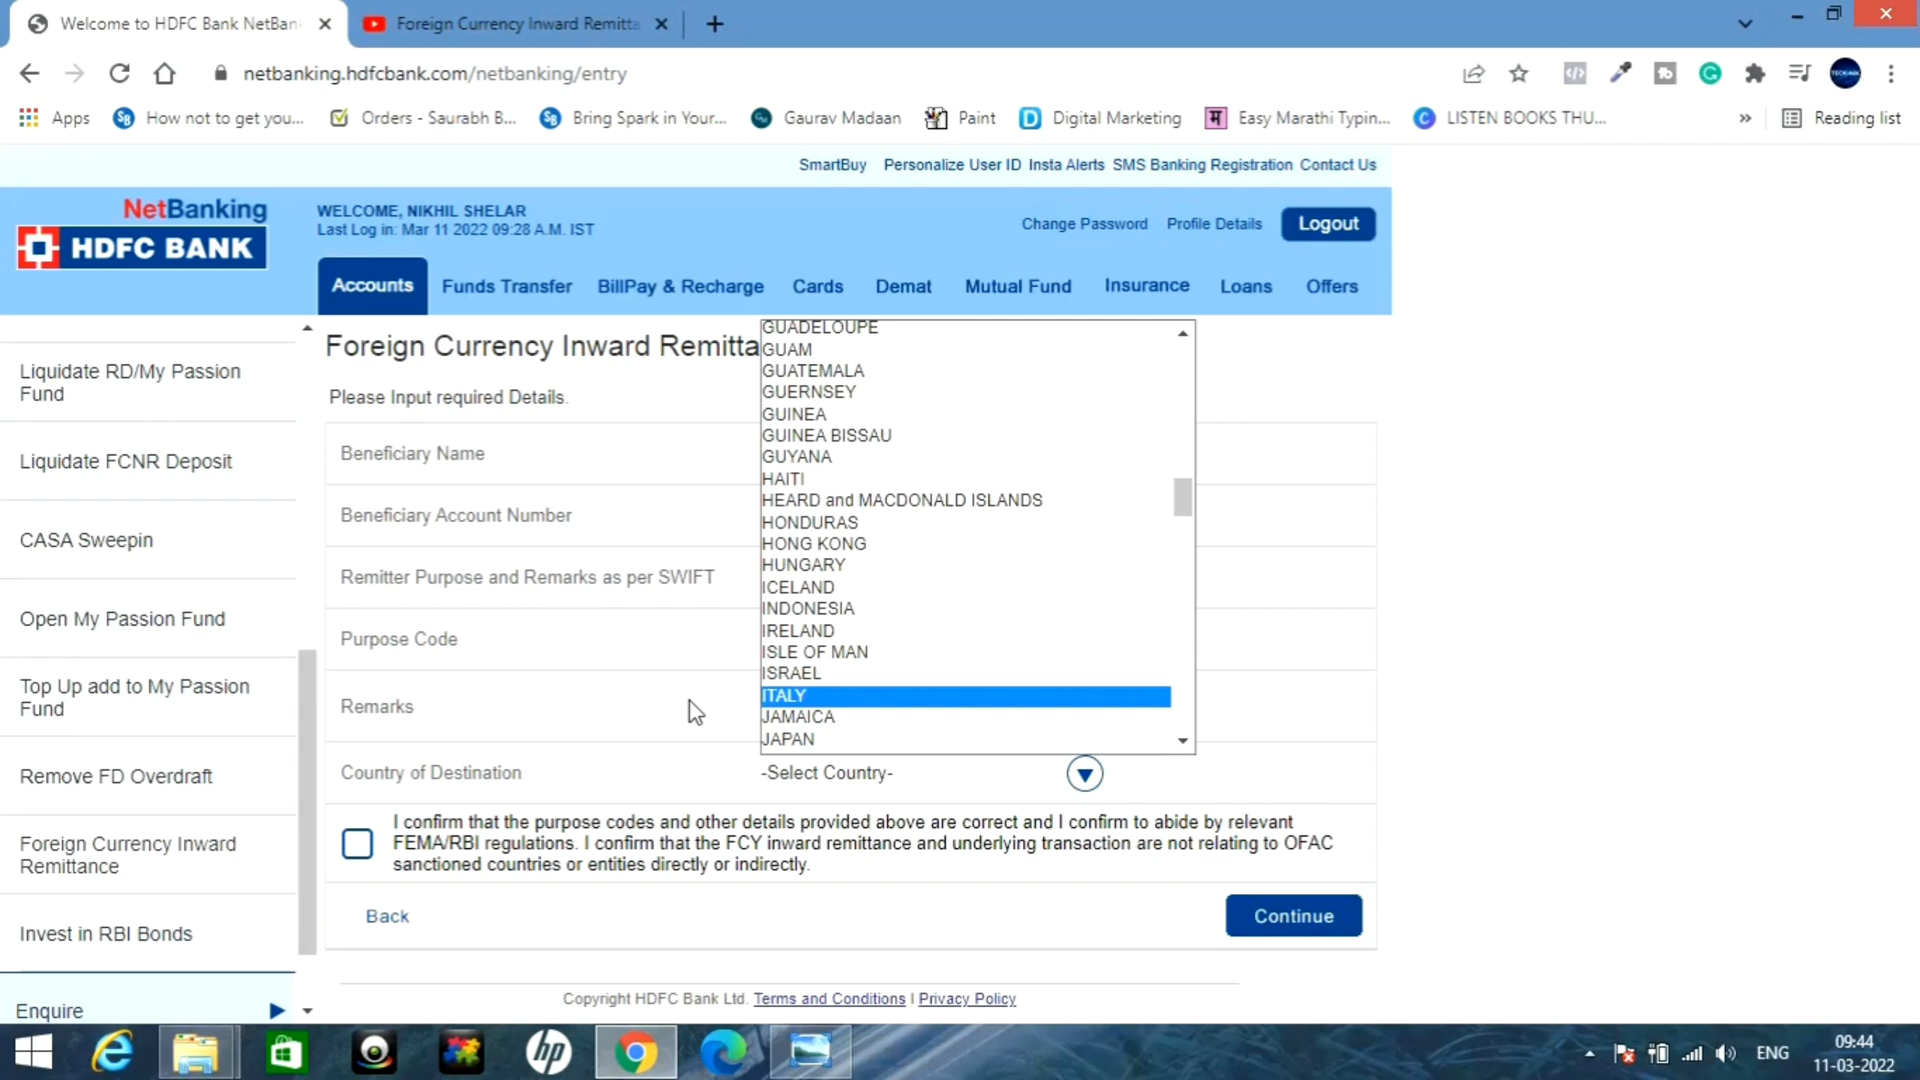 Welcome to HDFC Bank NetBan
Foreign Currency Inward Remitta
netbanking.hdfcbank.com/netbanking/entry
Apps
How not to get you...
Orders - Saurabh B...
Bring Spark in Your...
Gaurav Madaan
Paint
Digital Marketing
Easy Marathi Typin...
LISTEN BOOKS THU...
Reading list
SmartBuy Personalize User ID Insta Alerts SMS Banking Registration Contact Us
NetBanking
HDFC BANK
WELCOME, NIKHIL SHELAR
Last Log in: Mar 11 2022 09:28 A.M. IST
Change Password Profile Details Logout
Accounts Funds Transfer BillPay & Recharge Cards Demat Mutual Fund Insurance Loans Offers
Liquidate RD/My Passion
Fund
Liquidate FCNR Deposit
CASA Sweepin
Open My Passion Fund
Top Up add to My Passion
Fund
Remove FD Overdraft
Foreign Currency Inward
Remittance
Invest in RBI Bonds
Enquire
Foreign Currency Inward Remitta
Please Input required Details.
Beneficiary Name
Beneficiary Account Number
Remitter Purpose and Remarks as per SWIFT
Purpose Code
Remarks
GUADELOUPE
GUAM
GUATEMALA
GUERNSEY
GUINEA
GUINEA BISSAU
GUYANA
HAITI
HEARD and MACDONALD ISLANDS
HONDURAS
HONG KONG
HUNGARY
ICELAND
INDONESIA
IRELAND
ISLE OF MAN
ISRAEL
ITALY
JAMAICA
JAPAN
Country of Destination -Select Country-
I confirm that the purpose codes and other details provided above are correct and I confirm to abide by relevant
FEMA/RBI regulations. I confirm that the FCY inward remittance and underlying transaction are not relating to OFAC
sanctioned countries or entities directly or indirectly.
Back Continue
Copyright HDFC Bank Ltd. Terms and Conditions I Privacy Policy
hp
ENG
09:44
11-03-2022